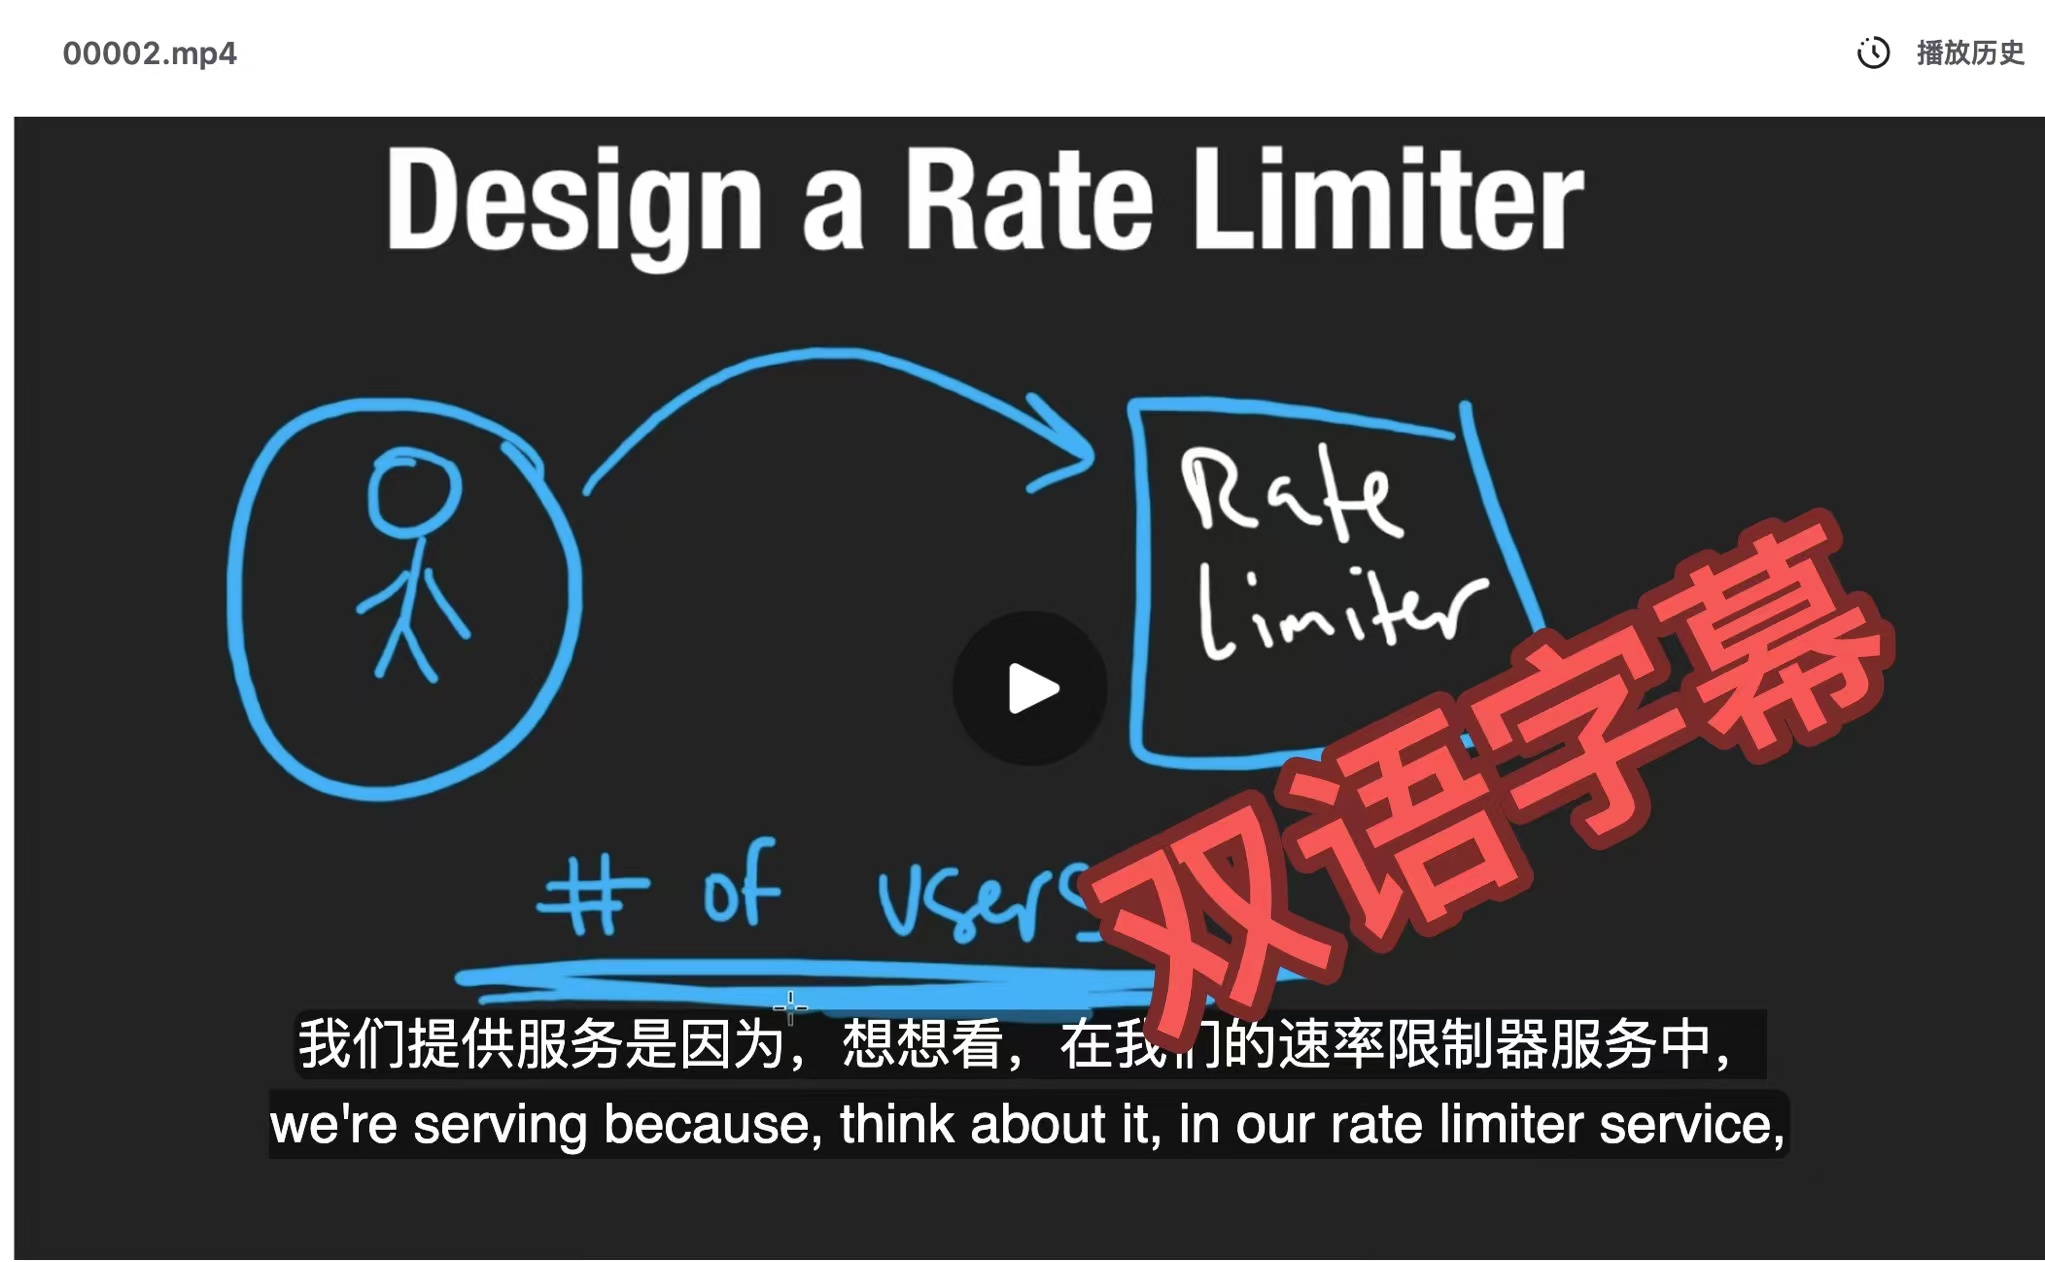 00002.mp4
播放历史
Design a Rate Limiter
Rate
Limiter
双语字幕
# of users
我们提供服务是因为，想想看，在我们的速率限制器服务中，
we're serving because, think about it, in our rate limiter service,